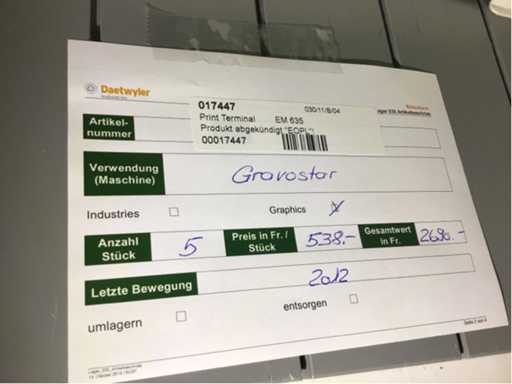 Daetwyler
017447 030/11/B/04
Print Terminal EM 635
Produkt abgekündigt "EOPL"!
00017447
Artikel-
nummer
Verwendung
(Maschine)
Gravostar
Industries Graphics
Anzahl
Stück
5
Preis in Fr. /
Stück
538.-
Gesamtwert
in Fr.
2690.-
Letzte Bewegung
2012
umlagern entsorgen